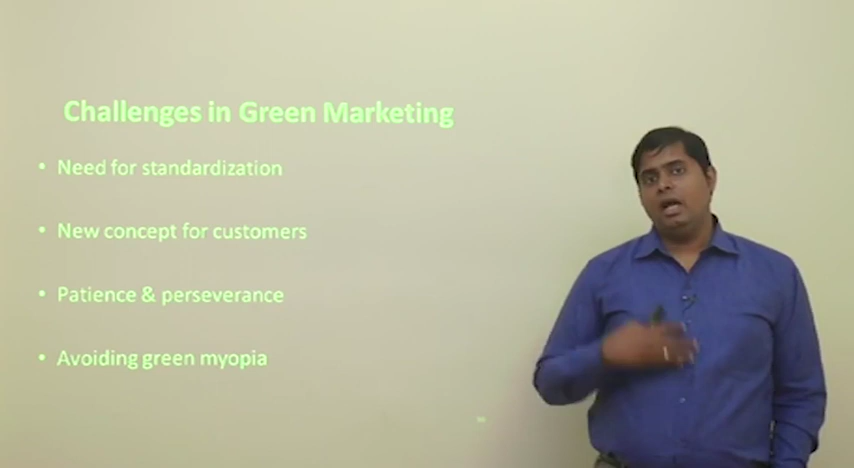 Challenges in Green Marketing
• Need for standardization
• New concept for customers
• Patience & perseverance
• Avoiding green myopia